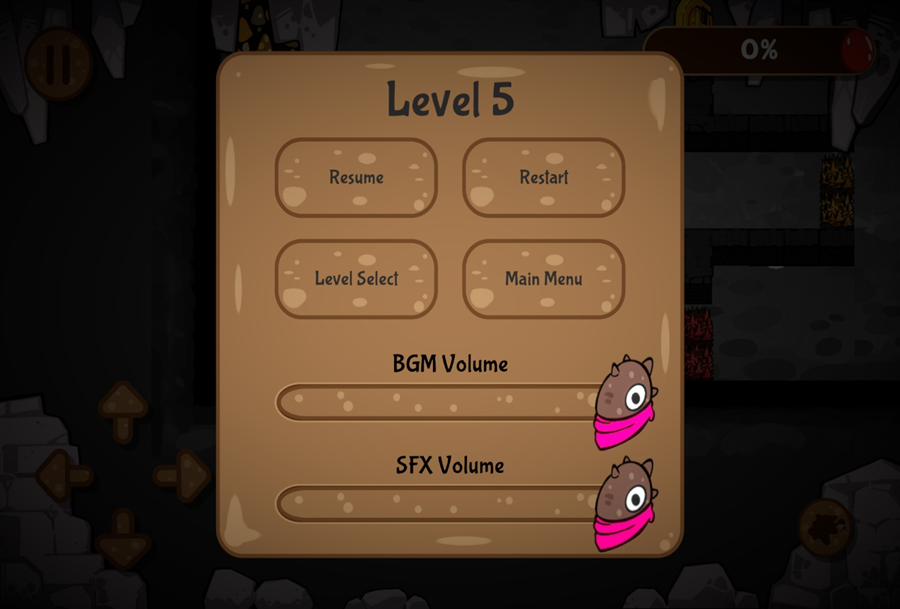 0%
Level 5
Resume
Restart
Level Select
Main Menu
BGM Volume
SFX Volume